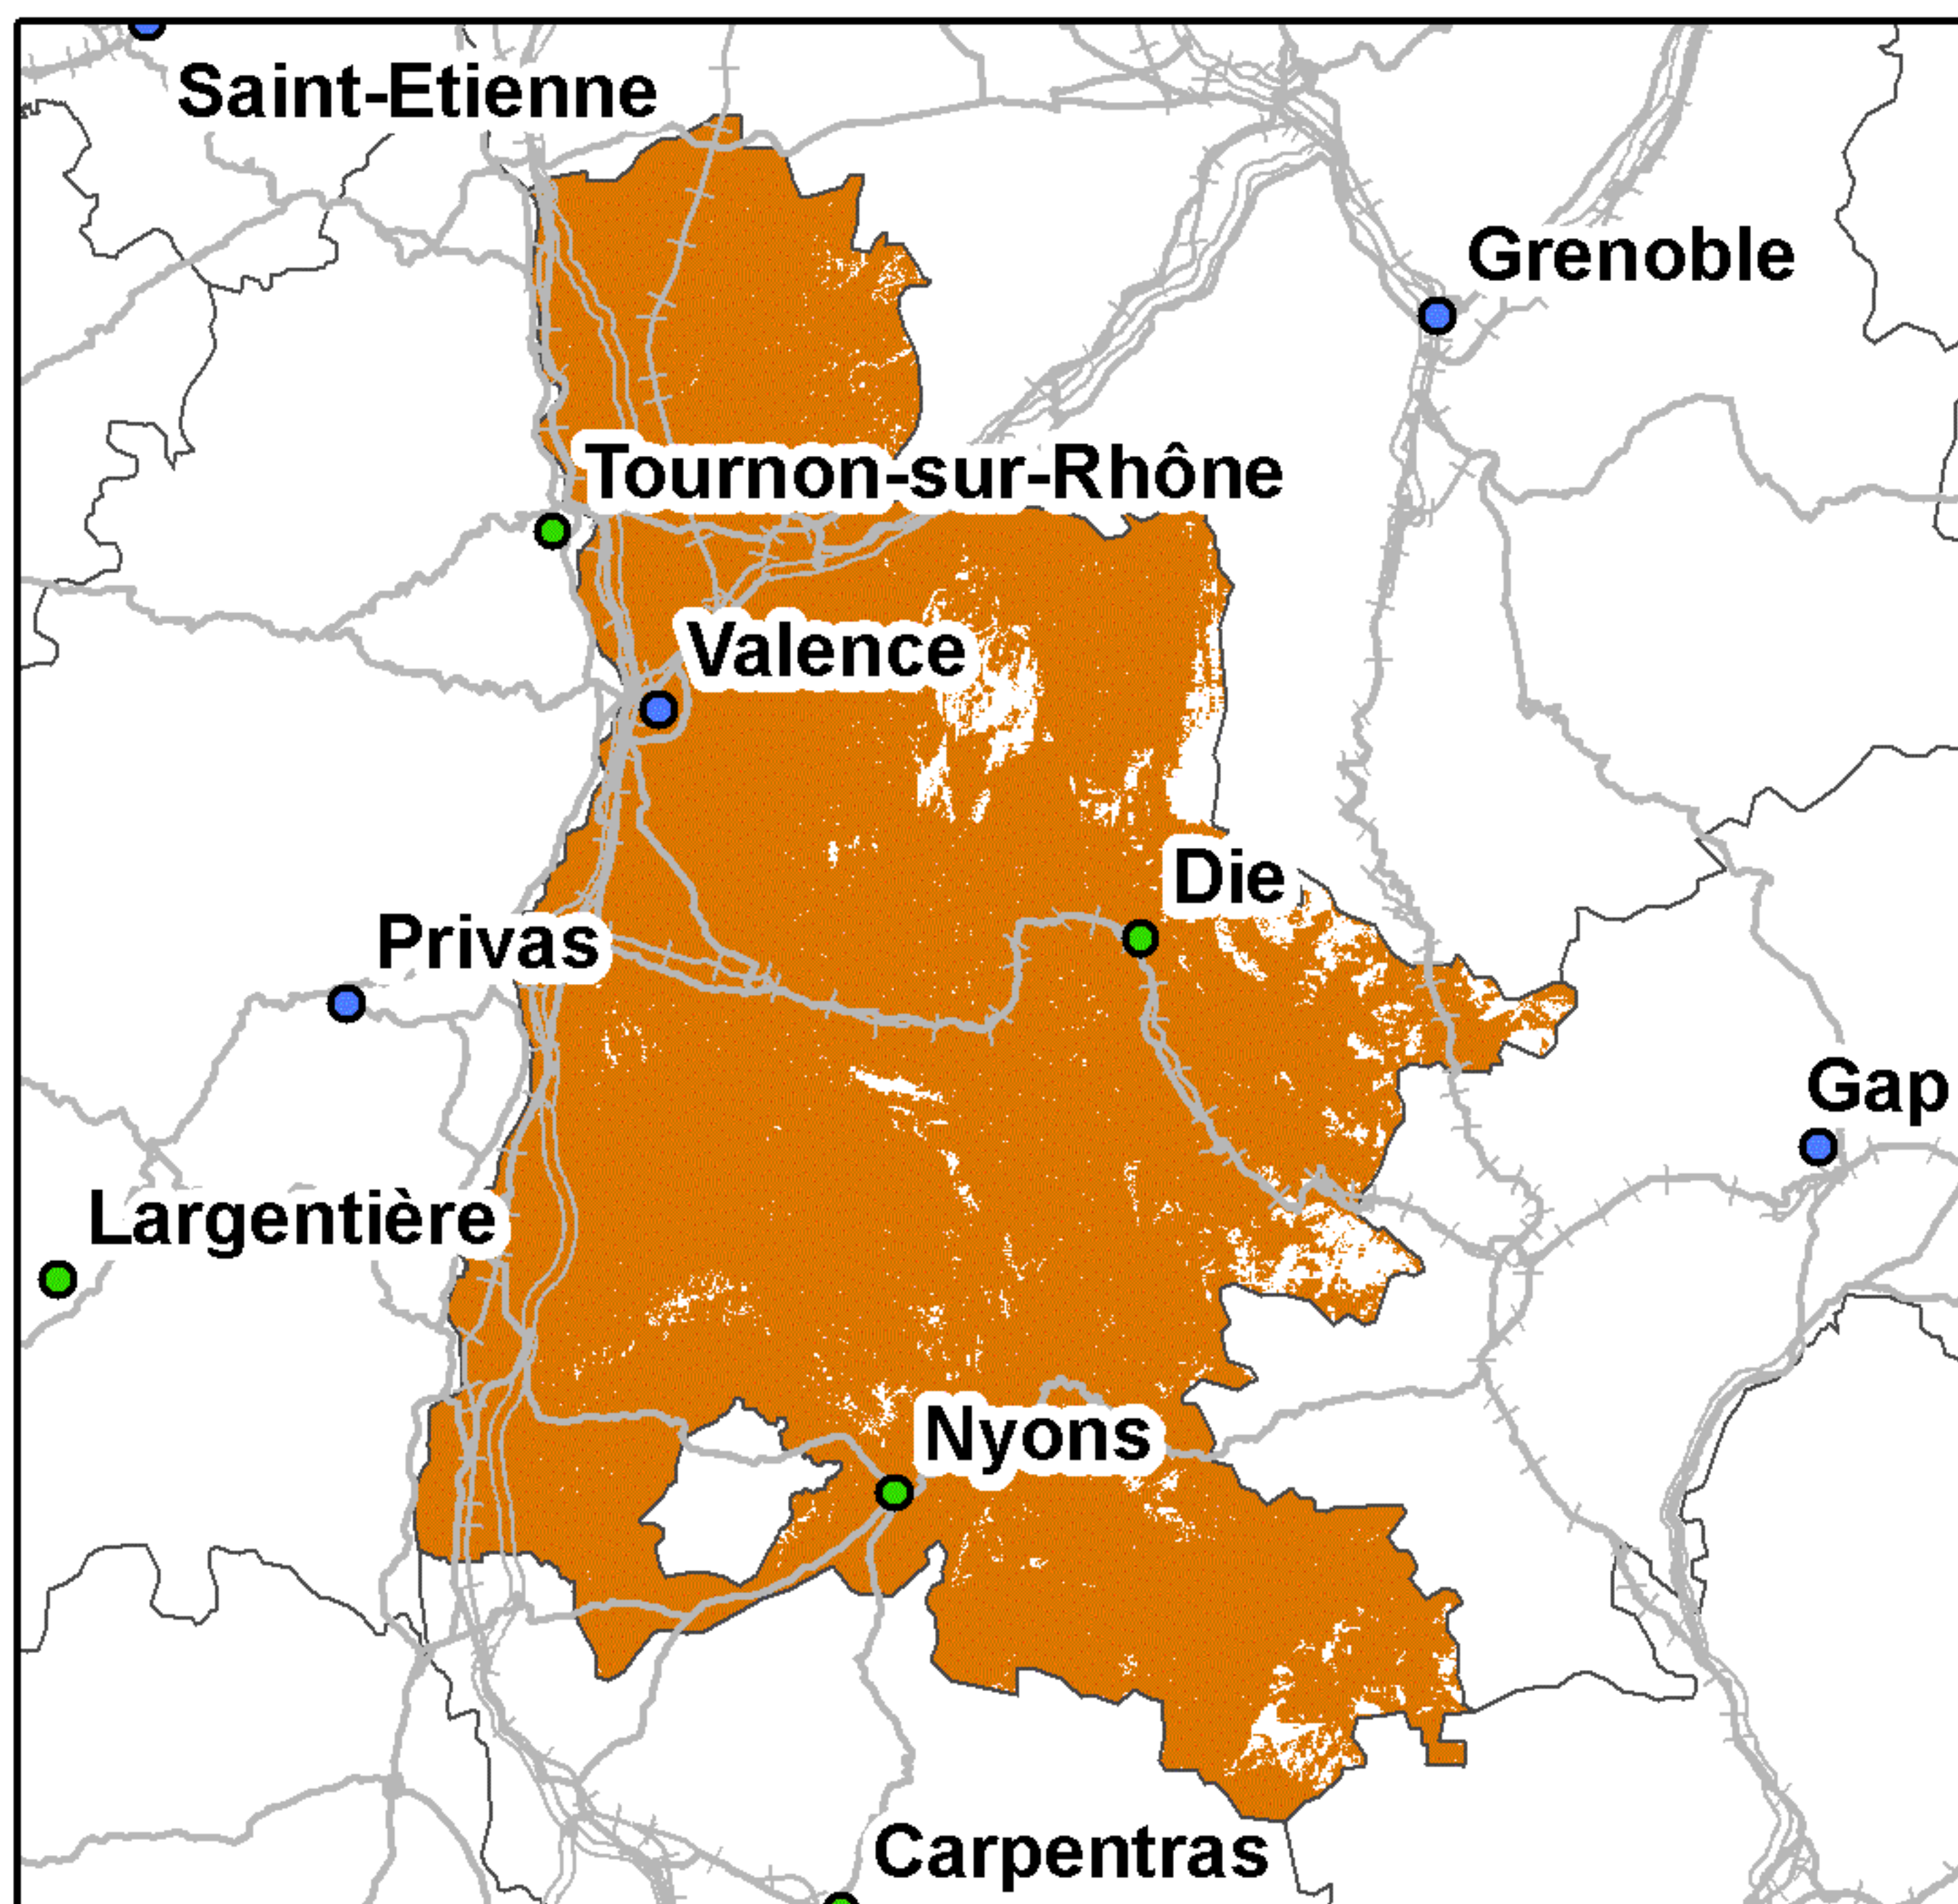 Saint-Etienne
Grenoble
Tournon-sur-Rhône
Valence
Die
Privas
Gap
Largentière
Nyons
Carpentras